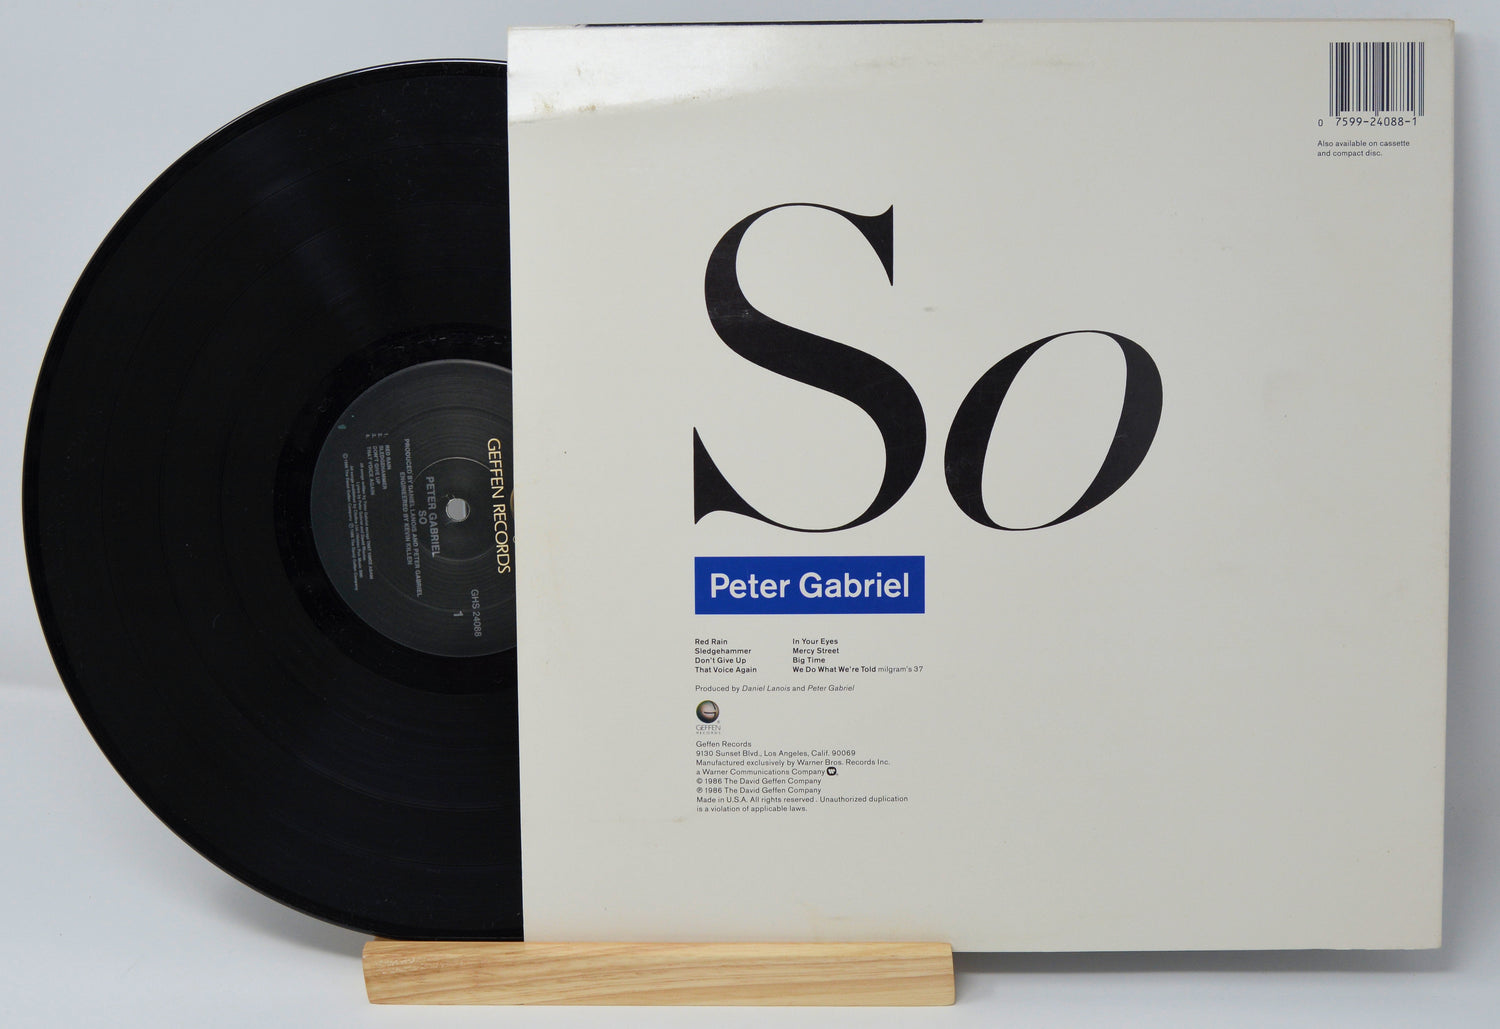 0 7599-24088-1
Also available on cassette
and compact disc.
So
Peter Gabriel
Red Rain
Sledgehammer
Don't Give Up
That Voice Again
In Your Eyes
Mercy Street
Big Time
We Do What We're Told milgram's 37
Produced by Daniel Lanois and Peter Gabriel
GEFFEN
RECORDS
Geffen Records
9130 Sunset Blvd., Los Angeles, Calif. 90069
Manufactured exclusively by Warner Bros. Records Inc.
a Warner Communications Company
© 1986 The David Geffen Company
℗ 1986 The David Geffen Company
Made in U.S.A. All rights reserved. Unauthorized duplication
is a violation of applicable laws.
GEFFEN RECORDS
GHS 24088
1
PETER GABRIEL
SO
PRODUCED BY DANIEL LANOIS AND PETER GABRIEL
ENGINEERED BY KEVIN KILLEN
1. RED RAIN
2. SLEDGEHAMMER
3. DON'T GIVE UP
4. THAT VOICE AGAIN